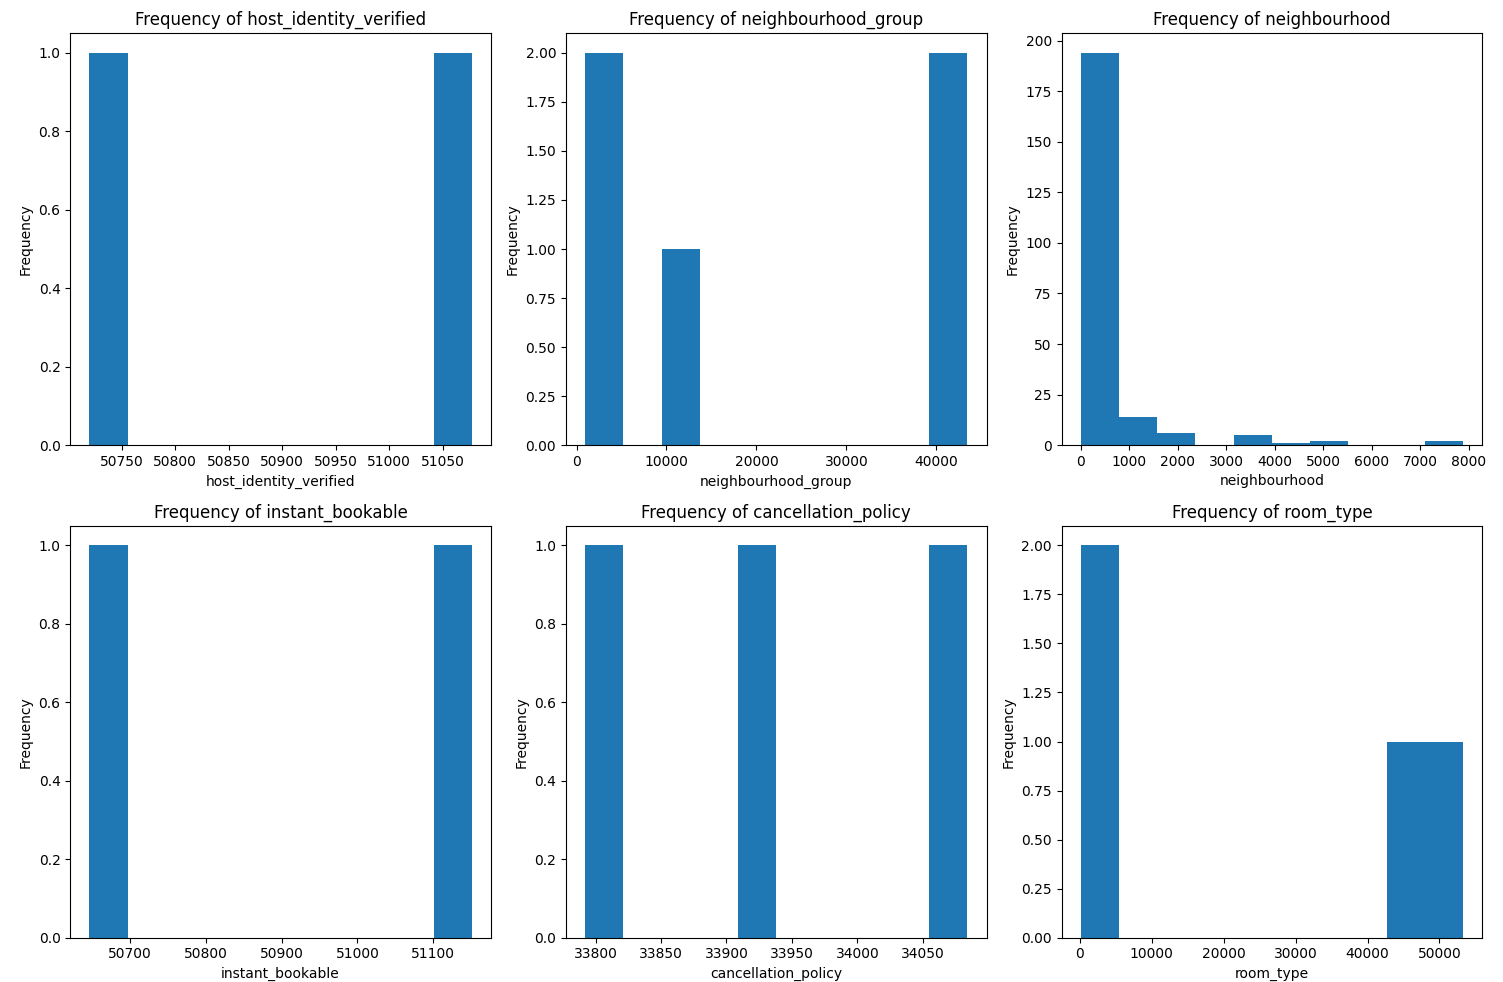 Frequency of host_identity_verified
1.0
0.8
0.6
0.4
0.2
0.0
Frequency
50750 50800 50850 50900 50950 51000 51050
host_identity_verified
Frequency of neighbourhood_group
2.00
1.75
1.50
1.25
1.00
0.75
0.50
0.25
0.00
Frequency
0 10000 20000 30000 40000
neighbourhood_group
Frequency of neighbourhood
200
175
150
125
100
75
50
25
0
Frequency
0 1000 2000 3000 4000 5000 6000 7000 8000
neighbourhood
Frequency of instant_bookable
1.0
0.8
0.6
0.4
0.2
0.0
Frequency
50700 50800 50900 51000 51100
instant_bookable
Frequency of cancellation_policy
1.0
0.8
0.6
0.4
0.2
0.0
Frequency
33800 33850 33900 33950 34000 34050
cancellation_policy
Frequency of room_type
2.00
1.75
1.50
1.25
1.00
0.75
0.50
0.25
0.00
Frequency
0 10000 20000 30000 40000 50000
room_type